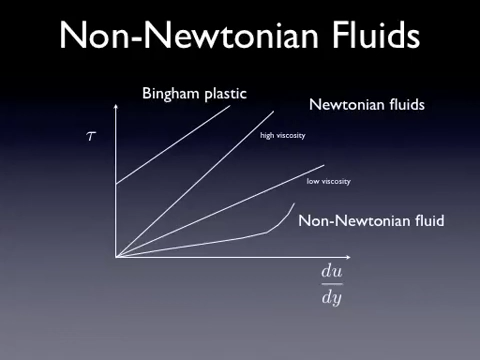 Non-Newtonian Fluids
Bingham plastic
Newtonian fluids
τ
high viscosity
low viscosity
Non-Newtonian fluid
du
dy